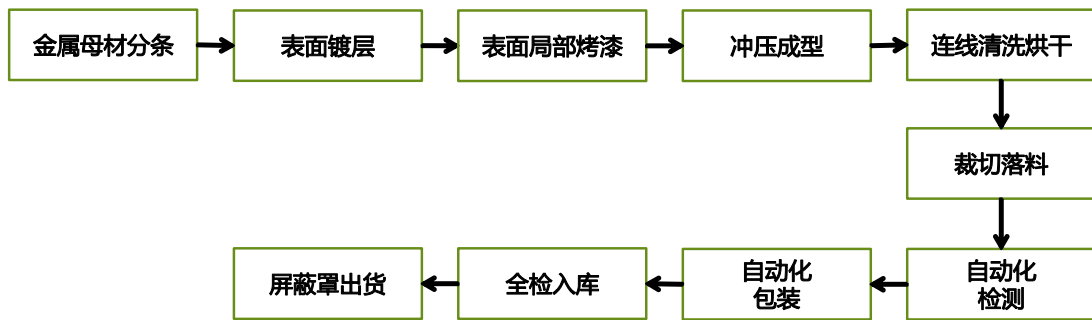 金属母材分条
表面镀层
表面局部烤漆
冲压成型
连线清洗烘干
裁切落料
自动化
检测
自动化
包装
全检入库
屏蔽罩出货